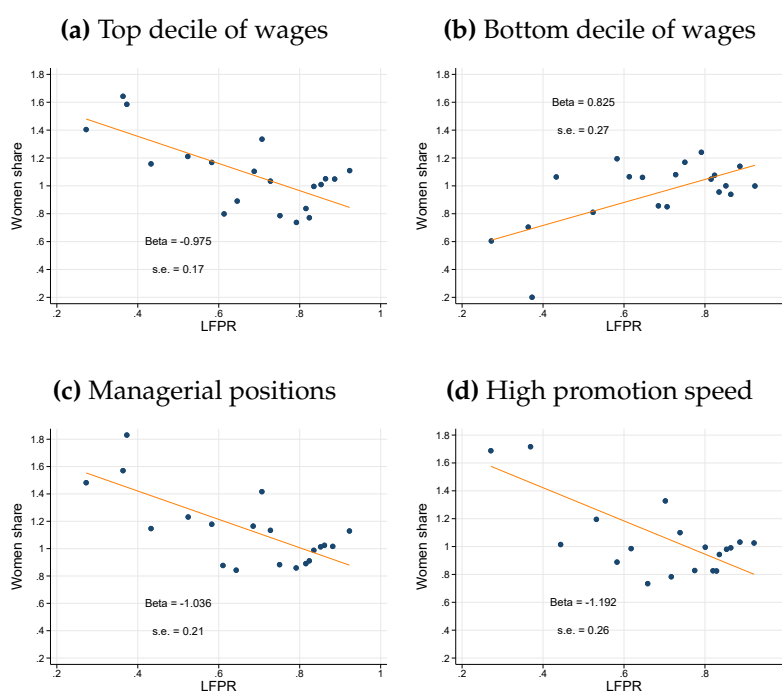 (a) Top decile of wages
1.8
1.6
1.4
1.2
1
.8
.6
.4
.2
Women share
Beta = -0.975
s.e. = 0.17
.2 .4 .6 .8 1
LFPR
(b) Bottom decile of wages
1.8
1.6
1.4
1.2
1
.8
.6
.4
.2
Women share
Beta = 0.825
s.e. = 0.27
.2 .4 .6 .8
LFPR
(c) Managerial positions
1.8
1.6
1.4
1.2
1
.8
.6
.4
.2
Women share
Beta = -1.036
s.e. = 0.21
.2 .4 .6 .8 1
LFPR
(d) High promotion speed
1.8
1.6
1.4
1.2
1
.8
.6
.4
.2
Women share
Beta = -1.192
s.e. = 0.26
.2 .4 .6 .8
LFPR